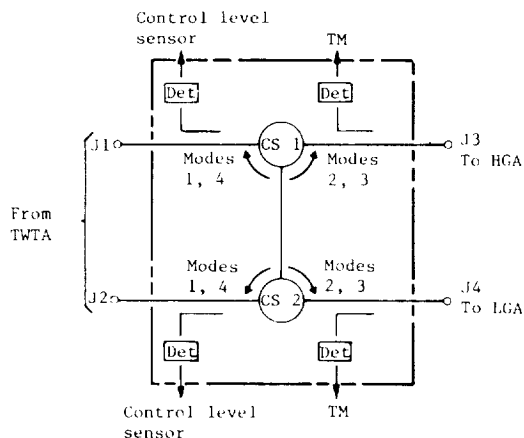 Control level
sensor
TM
Det
Det
J1
CS 1
J3
To HGA
Modes
1, 4
Modes
2, 3
From
TWTA
Modes
1, 4
Modes
2, 3
J2
CS 2
J4
To LGA
Det
Det
Control level
sensor
TM